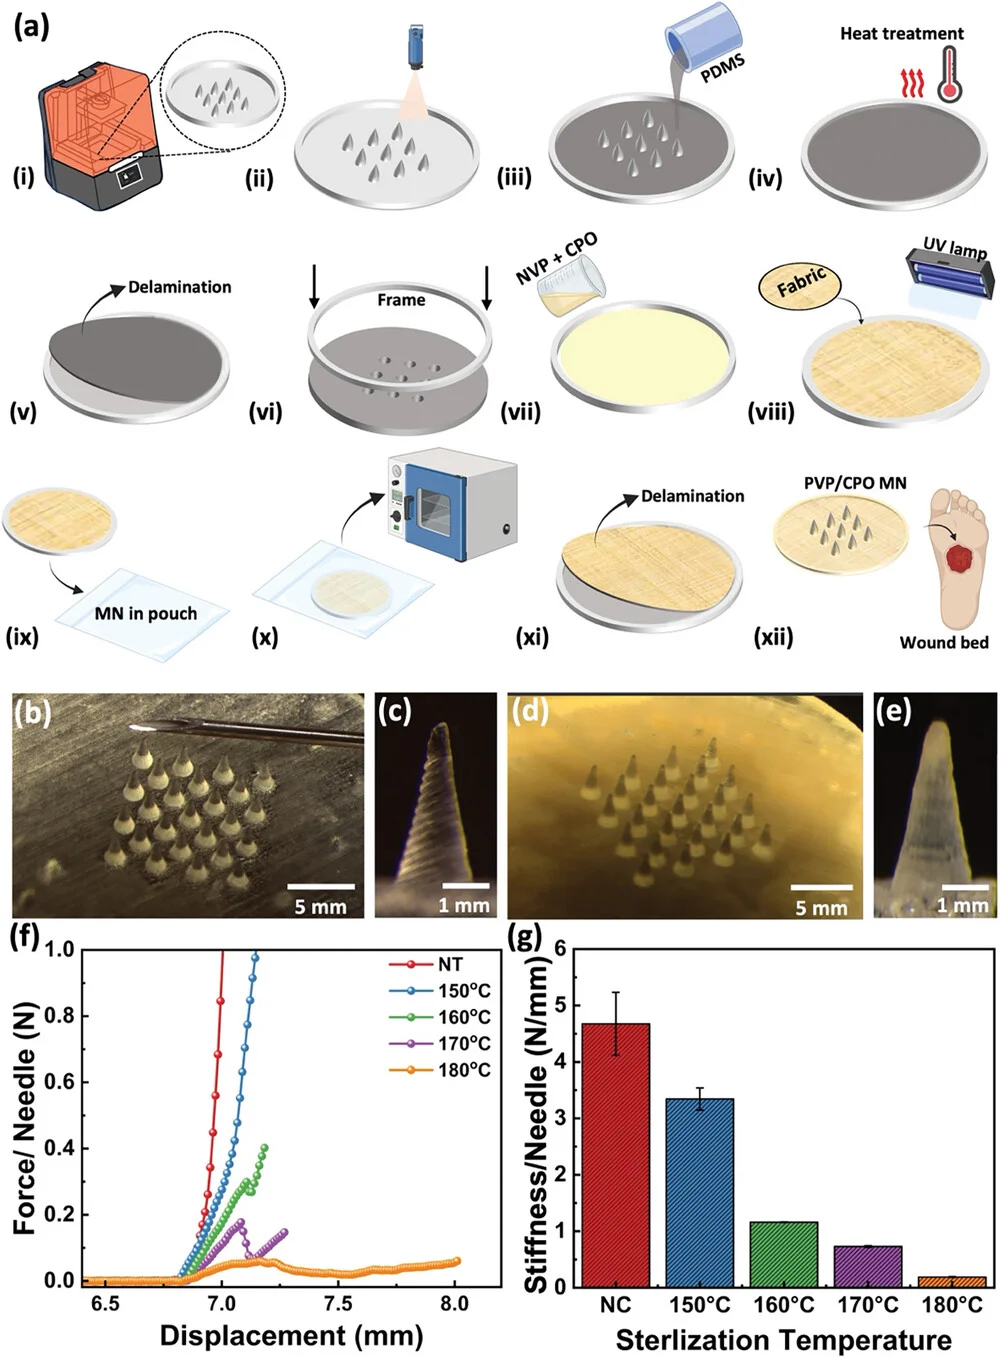 (a)
(i)
(ii)
PDMS
(iii)
Heat treatment
(iv)
Delamination
(v)
Frame
(vi)
NVP + CPO
(vii)
Fabric
UV lamp
(viii)
MN in pouch
(ix)
(x)
Delamination
(xi)
PVP/CPO MN
Wound bed
(xii)
(b)
5 mm
(c)
1 mm
(d)
5 mm
(e)
1 mm
(f)
Force/ Needle (N)
1.0
0.8
0.6
0.4
0.2
0.0
NT
150°C
160°C
170°C
180°C
6.5 7.0 7.5 8.0
Displacement (mm)
(g)
Stiffness/Needle (N/mm)
6
5
4
3
2
1
0
NC 150°C 160°C 170°C 180°C
Sterlization Temperature